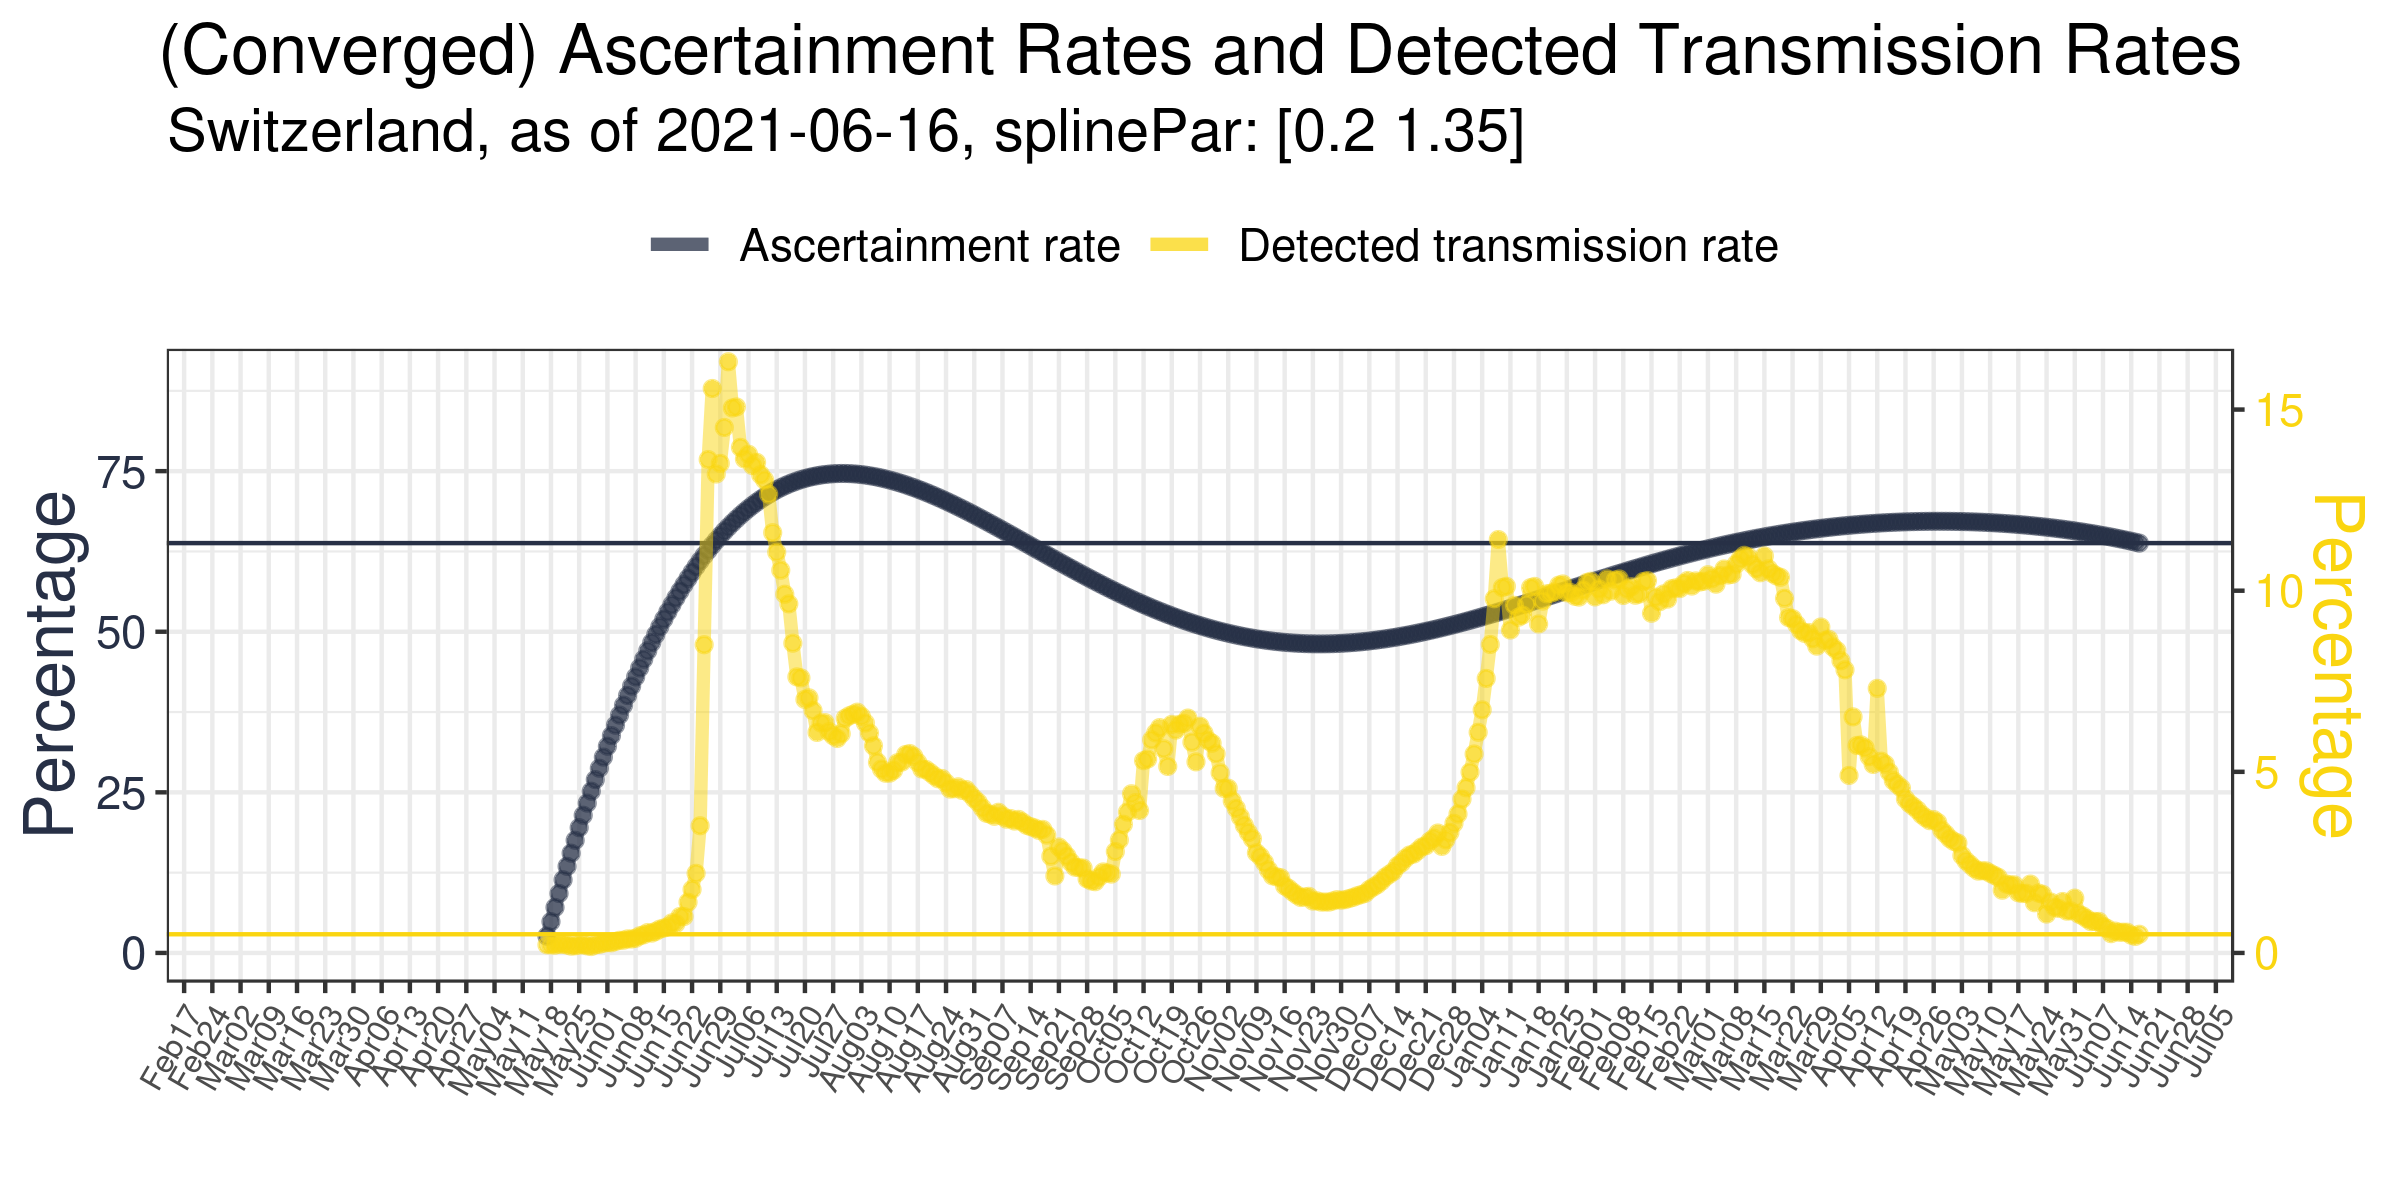 (Converged) Ascertainment Rates and Detected Transmission Rates
Switzerland, as of 2021-06-16, splinePar: [0.2 1.35]
Ascertainment rate
Detected transmission rate
Percentage
75
50
25
0
15
10
5
0
Percentage
Feb17
Feb24
Mar02
Mar09
Mar16
Mar23
Mar30
Apr06
Apr13
Apr20
Apr27
May04
May11
May18
May25
Jun01
Jun08
Jun15
Jun22
Jun29
Jul06
Jul13
Jul20
Jul27
Aug03
Aug10
Aug17
Aug24
Aug31
Sep07
Sep14
Sep21
Sep28
Oct05
Oct12
Oct19
Oct26
Nov02
Nov09
Nov16
Nov23
Nov30
Dec07
Dec14
Dec21
Dec28
Jan04
Jan11
Jan18
Jan25
Feb01
Feb08
Feb15
Feb22
Mar01
Mar08
Mar15
Mar22
Mar29
Apr05
Apr12
Apr19
Apr26
May03
May10
May17
May24
May31
Jun07
Jun14
Jun21
Jun28
Jul05